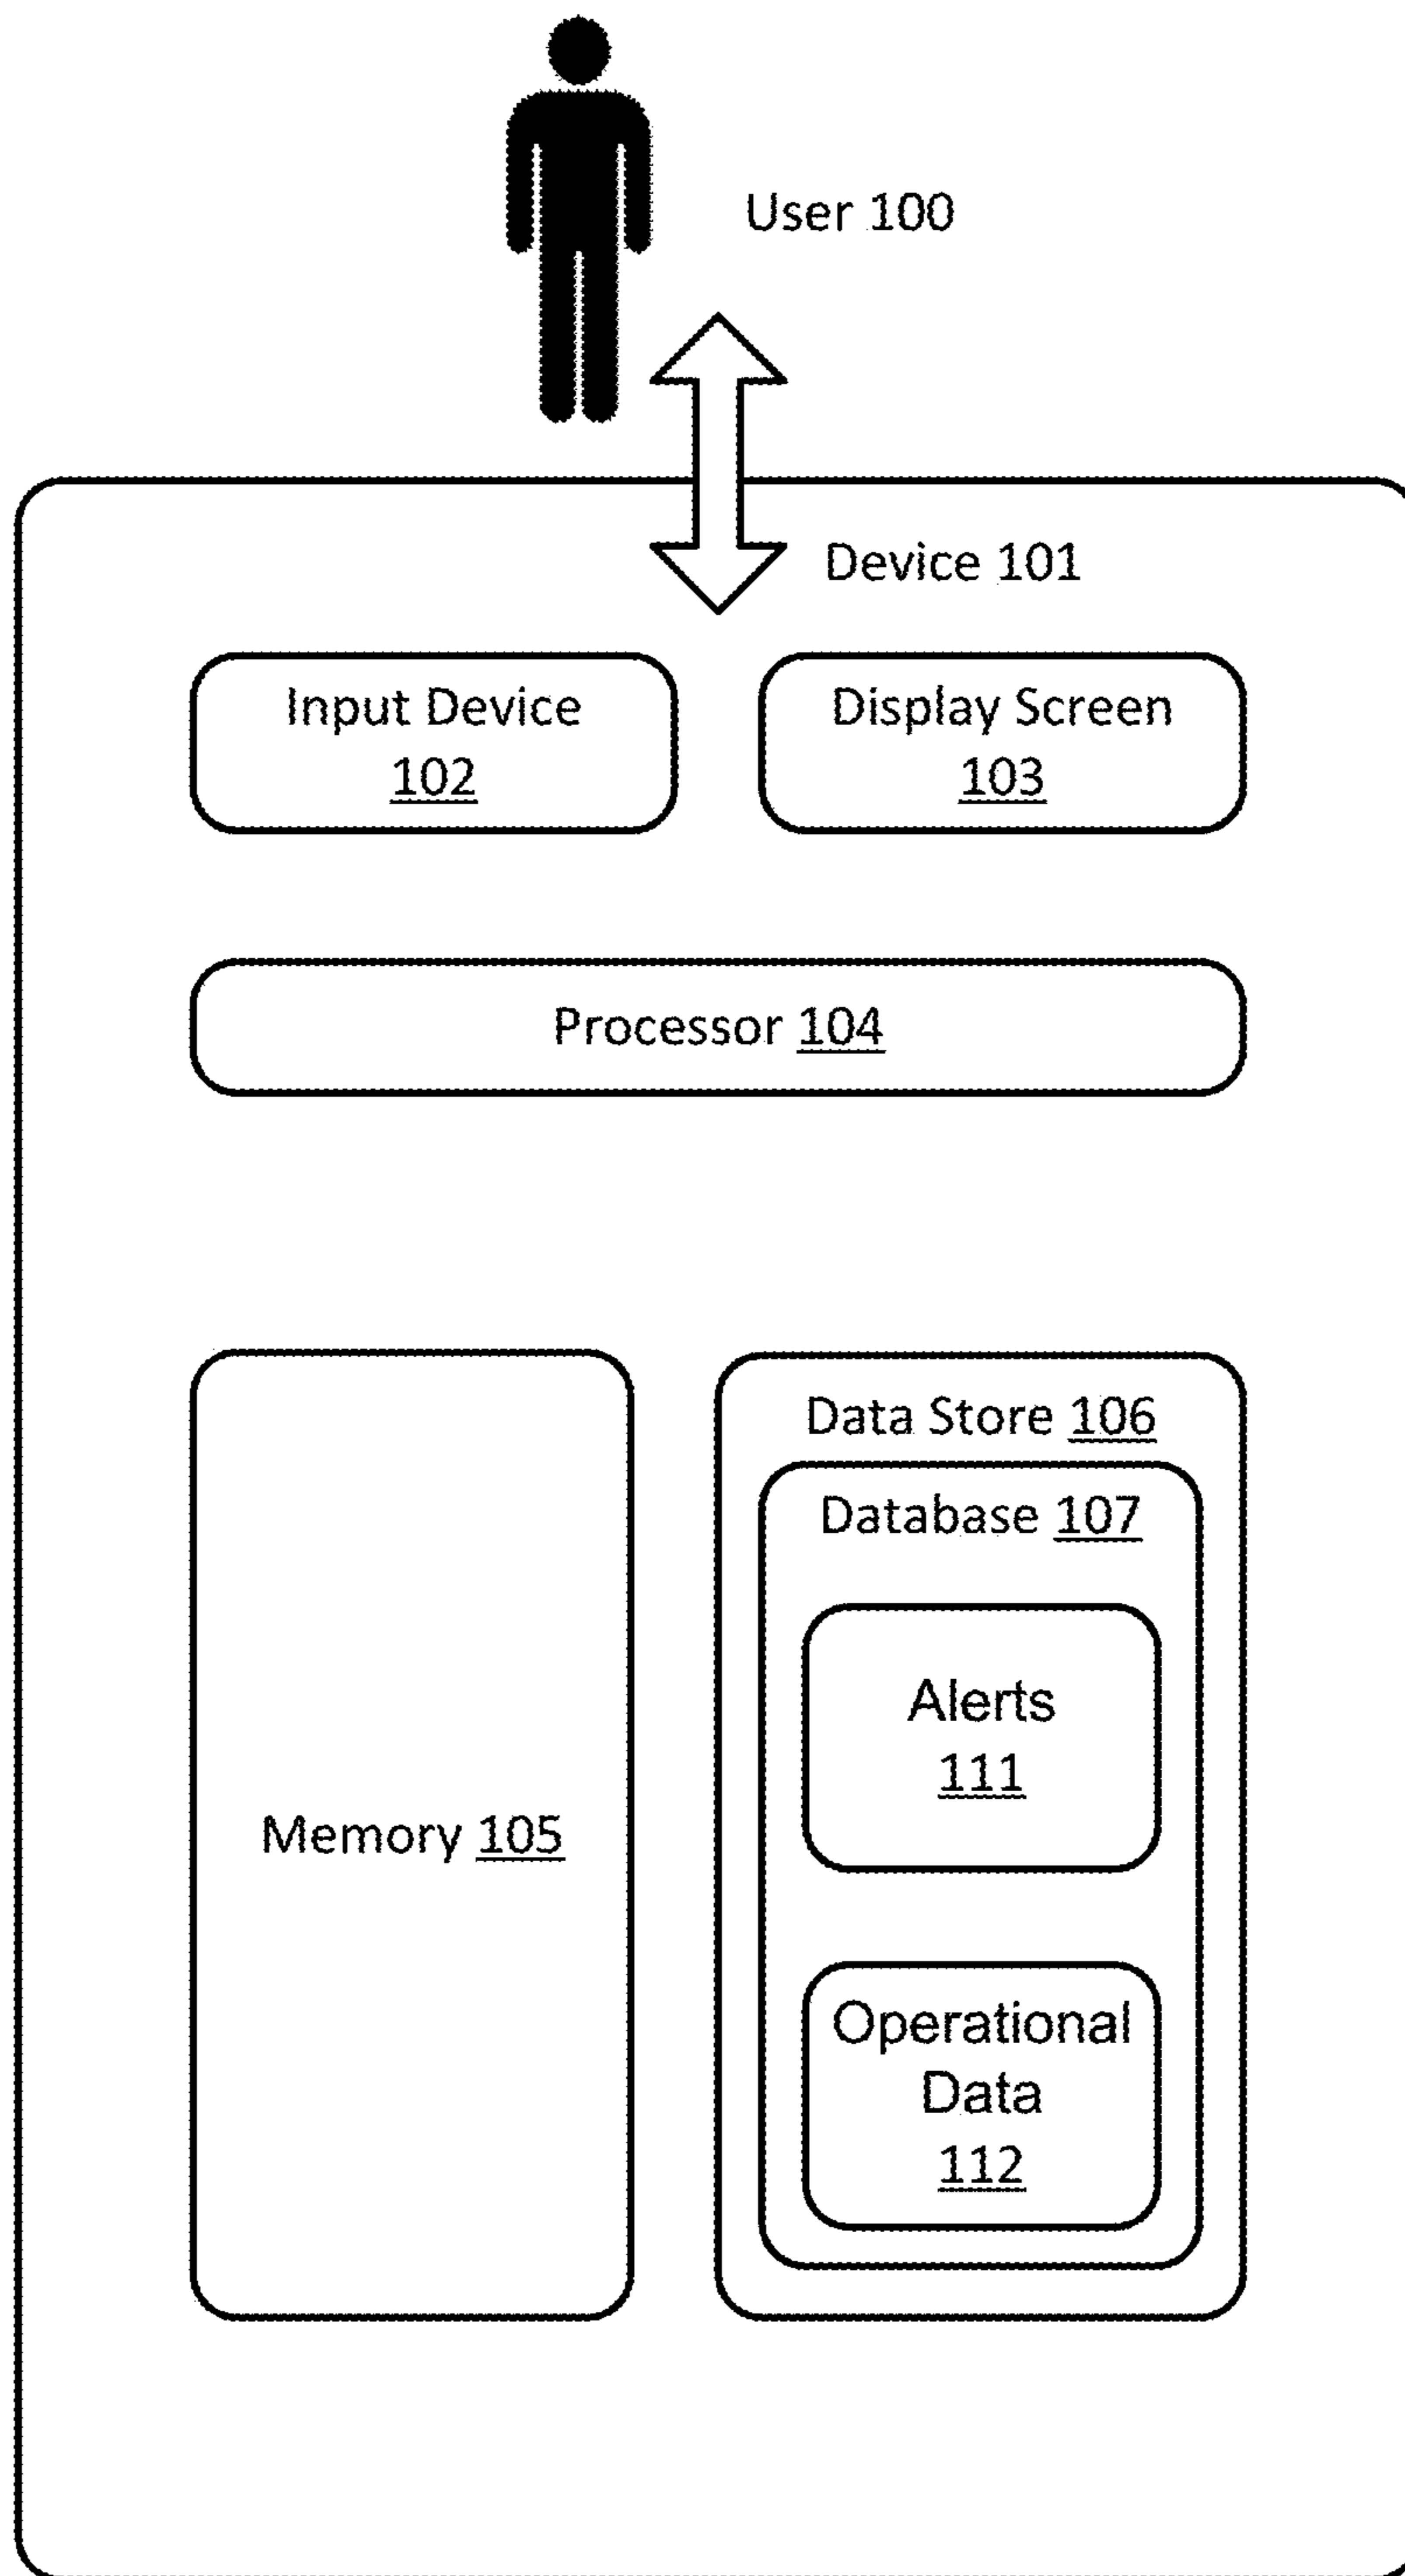 User 100
Device 101
Input Device
102
Display Screen
103
Processor 104
Memory 105
Data Store 106
Database 107
Alerts
111
Operational
Data
112